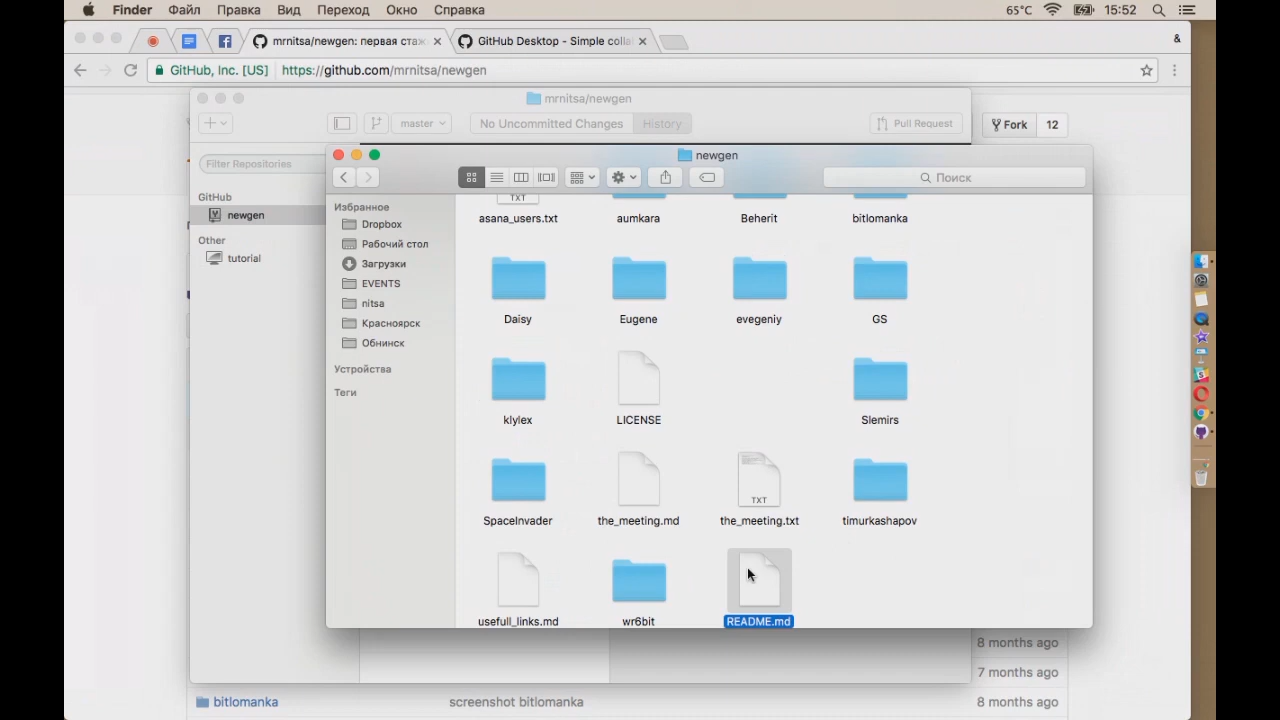 Finder Файл Правка Вид Переход Окно Справка 65°C 15:52
mrnitsa/newgen: первая стаж GitHub Desktop - Simple colla
GitHub, Inc. [US] https://github.com/mrnitsa/newgen
mrnitsa/newgen
master No Uncommitted Changes History Pull Request Fork 12
newgen
Filter Repositories
Поиск
GitHub
newgen
Other
tutorial
Избранное
Dropbox
Рабочий стол
Загрузки
EVENTS
nitsa
Красноярск
Обнинск
Устройства
Теги
TXT
asana_users.txt aumkara Beherit bitlomanka
Daisy Eugene evegeniy GS
klylex LICENSE Slemirs
TXT
SpaceInvader the_meeting.md the_meeting.txt timurkashapov
usefull_links.md wr6bit README.md
8 months ago
7 months ago
bitlomanka screenshot bitlomanka 8 months ago